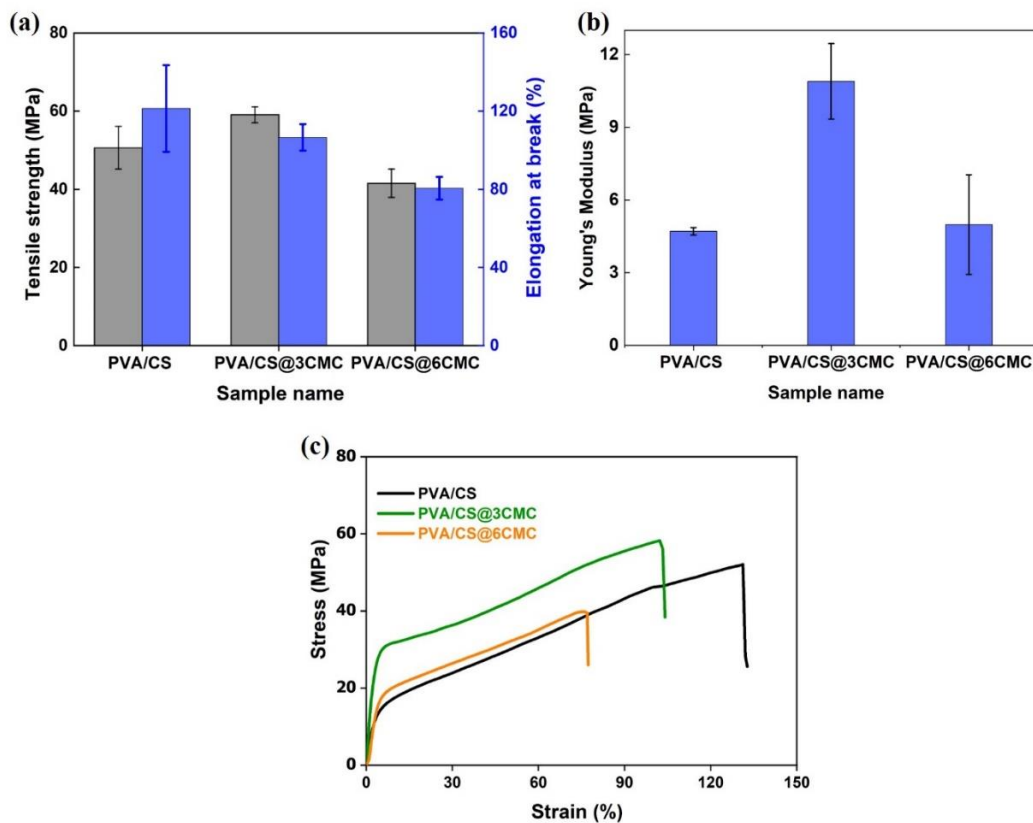 (a)
80
60
40
20
0
Tensile strength (MPa)
160
120
80
40
0
Elongation at break (%)
PVA/CS
PVA/CS@3CMC
PVA/CS@6CMC
Sample name
(b)
12
9
6
3
0
Young's Modulus (MPa)
PVA/CS
PVA/CS@3CMC
PVA/CS@6CMC
Sample name
(c)
80
60
40
20
0
Stress (MPa)
PVA/CS
PVA/CS@3CMC
PVA/CS@6CMC
0
30
60
90
120
150
Strain (%)